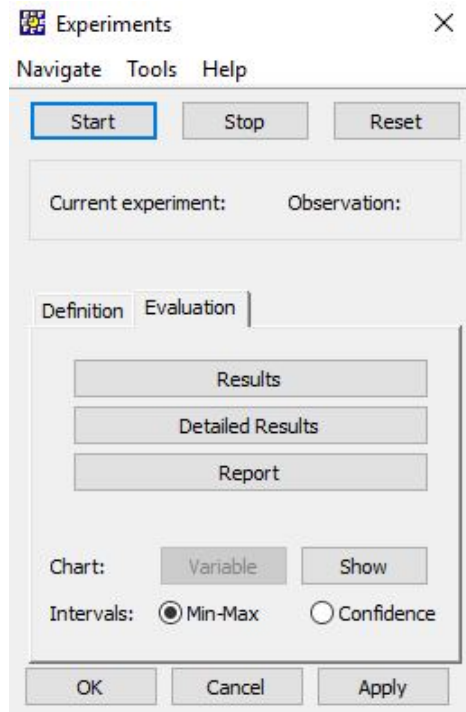 Experiments
Navigate Tools Help
Start Stop Reset
Current experiment: Observation:
Definition Evaluation
Results
Detailed Results
Report
Chart: Variable Show
Intervals: Min-Max Confidence
OK Cancel Apply